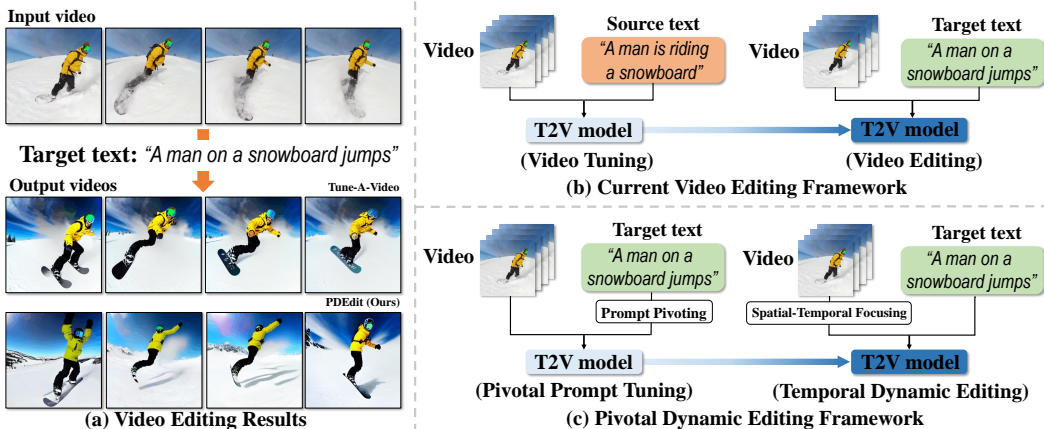 Input video
Target text: “A man on a snowboard jumps”
Output videos
Tune-A-Video
PDEdit (Ours)
(a) Video Editing Results
Source text
Target text
Video
“A man is riding
a snowboard”
Video
“A man on a
snowboard jumps”
T2V model
T2V model
(Video Tuning)
(Video Editing)
(b) Current Video Editing Framework
Target text
Target text
Video
“A man on a
snowboard jumps”
Video
“A man on a
snowboard jumps”
Prompt Pivoting
Spatial-Temporal Focusing
T2V model
T2V model
(Pivotal Prompt Tuning)
(Temporal Dynamic Editing)
(c) Pivotal Dynamic Editing Framework